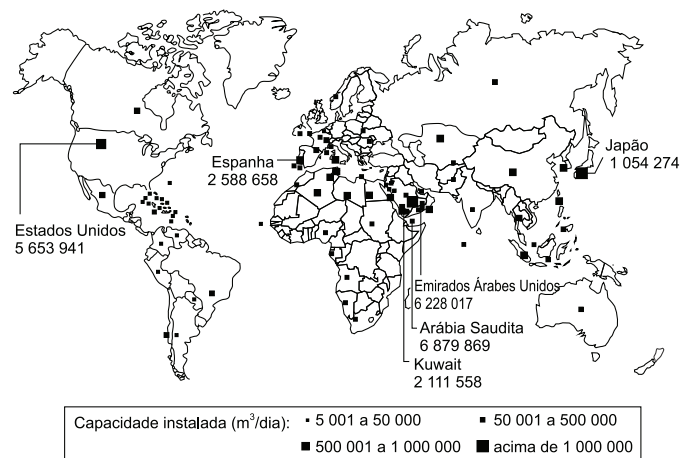 Japão
1 054 274
Espanha
2 588 658
Estados Unidos
5 653 941
Emirados Árabes Unidos
6 228 017
Arábia Saudita
6 879 869
Kuwait
2 111 558
Capacidade instalada (m³/dia): 5 001 a 50 000 50 001 a 500 000
500 001 a 1 000 000 acima de 1 000 000